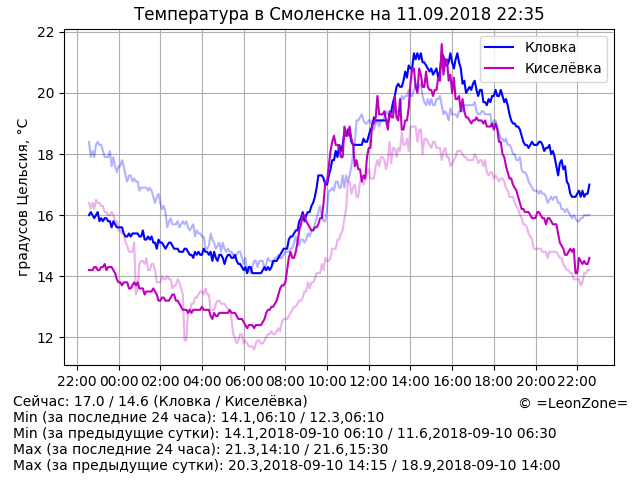 Температура в Смоленске на 11.09.2018 22:35
Кловка
Киселёвка
градусов Цельсия, °C
22
20
18
16
14
12
22:00 00:00 02:00 04:00 06:00 08:00 10:00 12:00 14:00 16:00 18:00 20:00 22:00
Сейчас: 17.0 / 14.6 (Кловка / Киселёвка)
© =LeonZone=
Min (за последние 24 часа): 14.1,06:10 / 12.3,06:10
Min (за предыдущие сутки): 14.1,2018-09-10 06:10 / 11.6,2018-09-10 06:30
Max (за последние 24 часа): 21.3,14:10 / 21.6,15:30
Max (за предыдущие сутки): 20.3,2018-09-10 14:15 / 18.9,2018-09-10 14:00